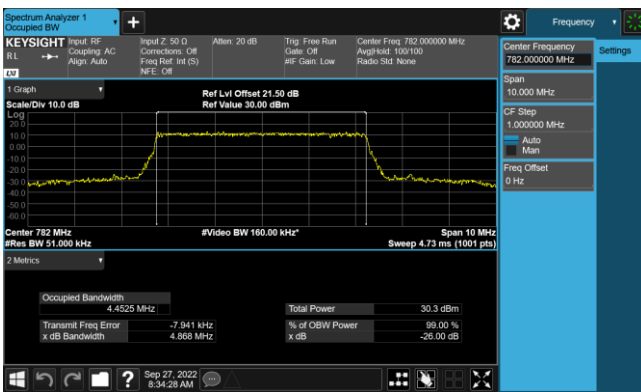 Spectrum Analyzer 1
Occupied BW
Frequency
KEYSIGHT Input: RF Input Z: 50 Ω Atten: 20 dB Trig: Free Run Center Freq: 782.000000 MHz
RL Coupling: AC Corrections: Off Gate: Off Avg|Hold: 100/100
Align: Auto Freq Ref: Int (S) #IF Gain: Low Radio Std: None
NFE: Off
LXI
Center Frequency
782.000000 MHz
Settings
Span
10.000 MHz
CF Step
1.000000 MHz
Auto
Man
Freq Offset
0 Hz
1 Graph
Ref Lvl Offset 21.50 dB
Scale/Div 10.0 dB Ref Value 30.00 dBm
Log
20.0
10.0
0.00
-10.0
-20.0
-30.0
-40.0
-50.0
-60.0
Center 782 MHz #Video BW 160.00 kHz* Span 10 MHz
#Res BW 51.000 kHz Sweep 4.73 ms (1001 pts)
2 Metrics
Occupied Bandwidth
4.4525 MHz Total Power 30.3 dBm
Transmit Freq Error -7.941 kHz % of OBW Power 99.00 %
x dB Bandwidth 4.868 MHz x dB -26.00 dB
? Sep 27, 2022
8:34:28 AM